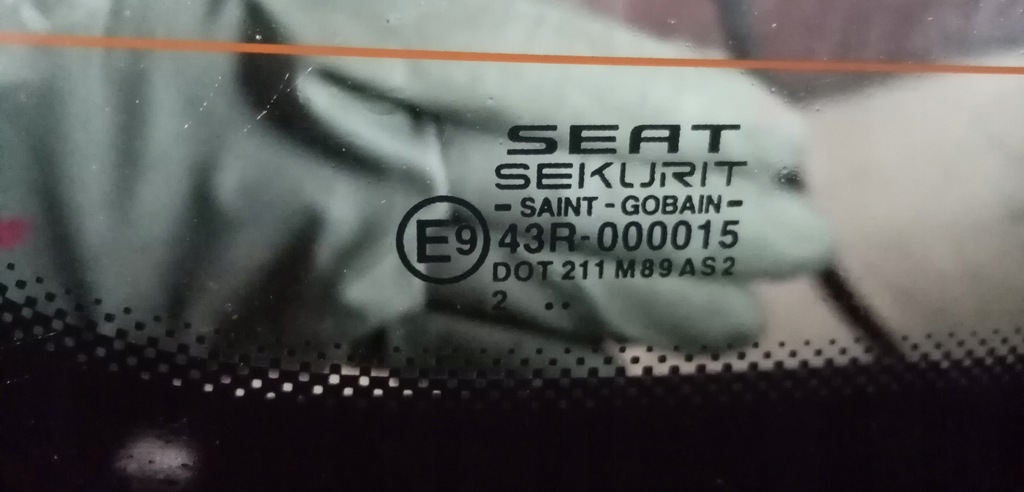 SEAT
SEKURIT
- SAINT - GOBAIN -
E9 43R-000015
DOT 211 M89 AS2
2 ..